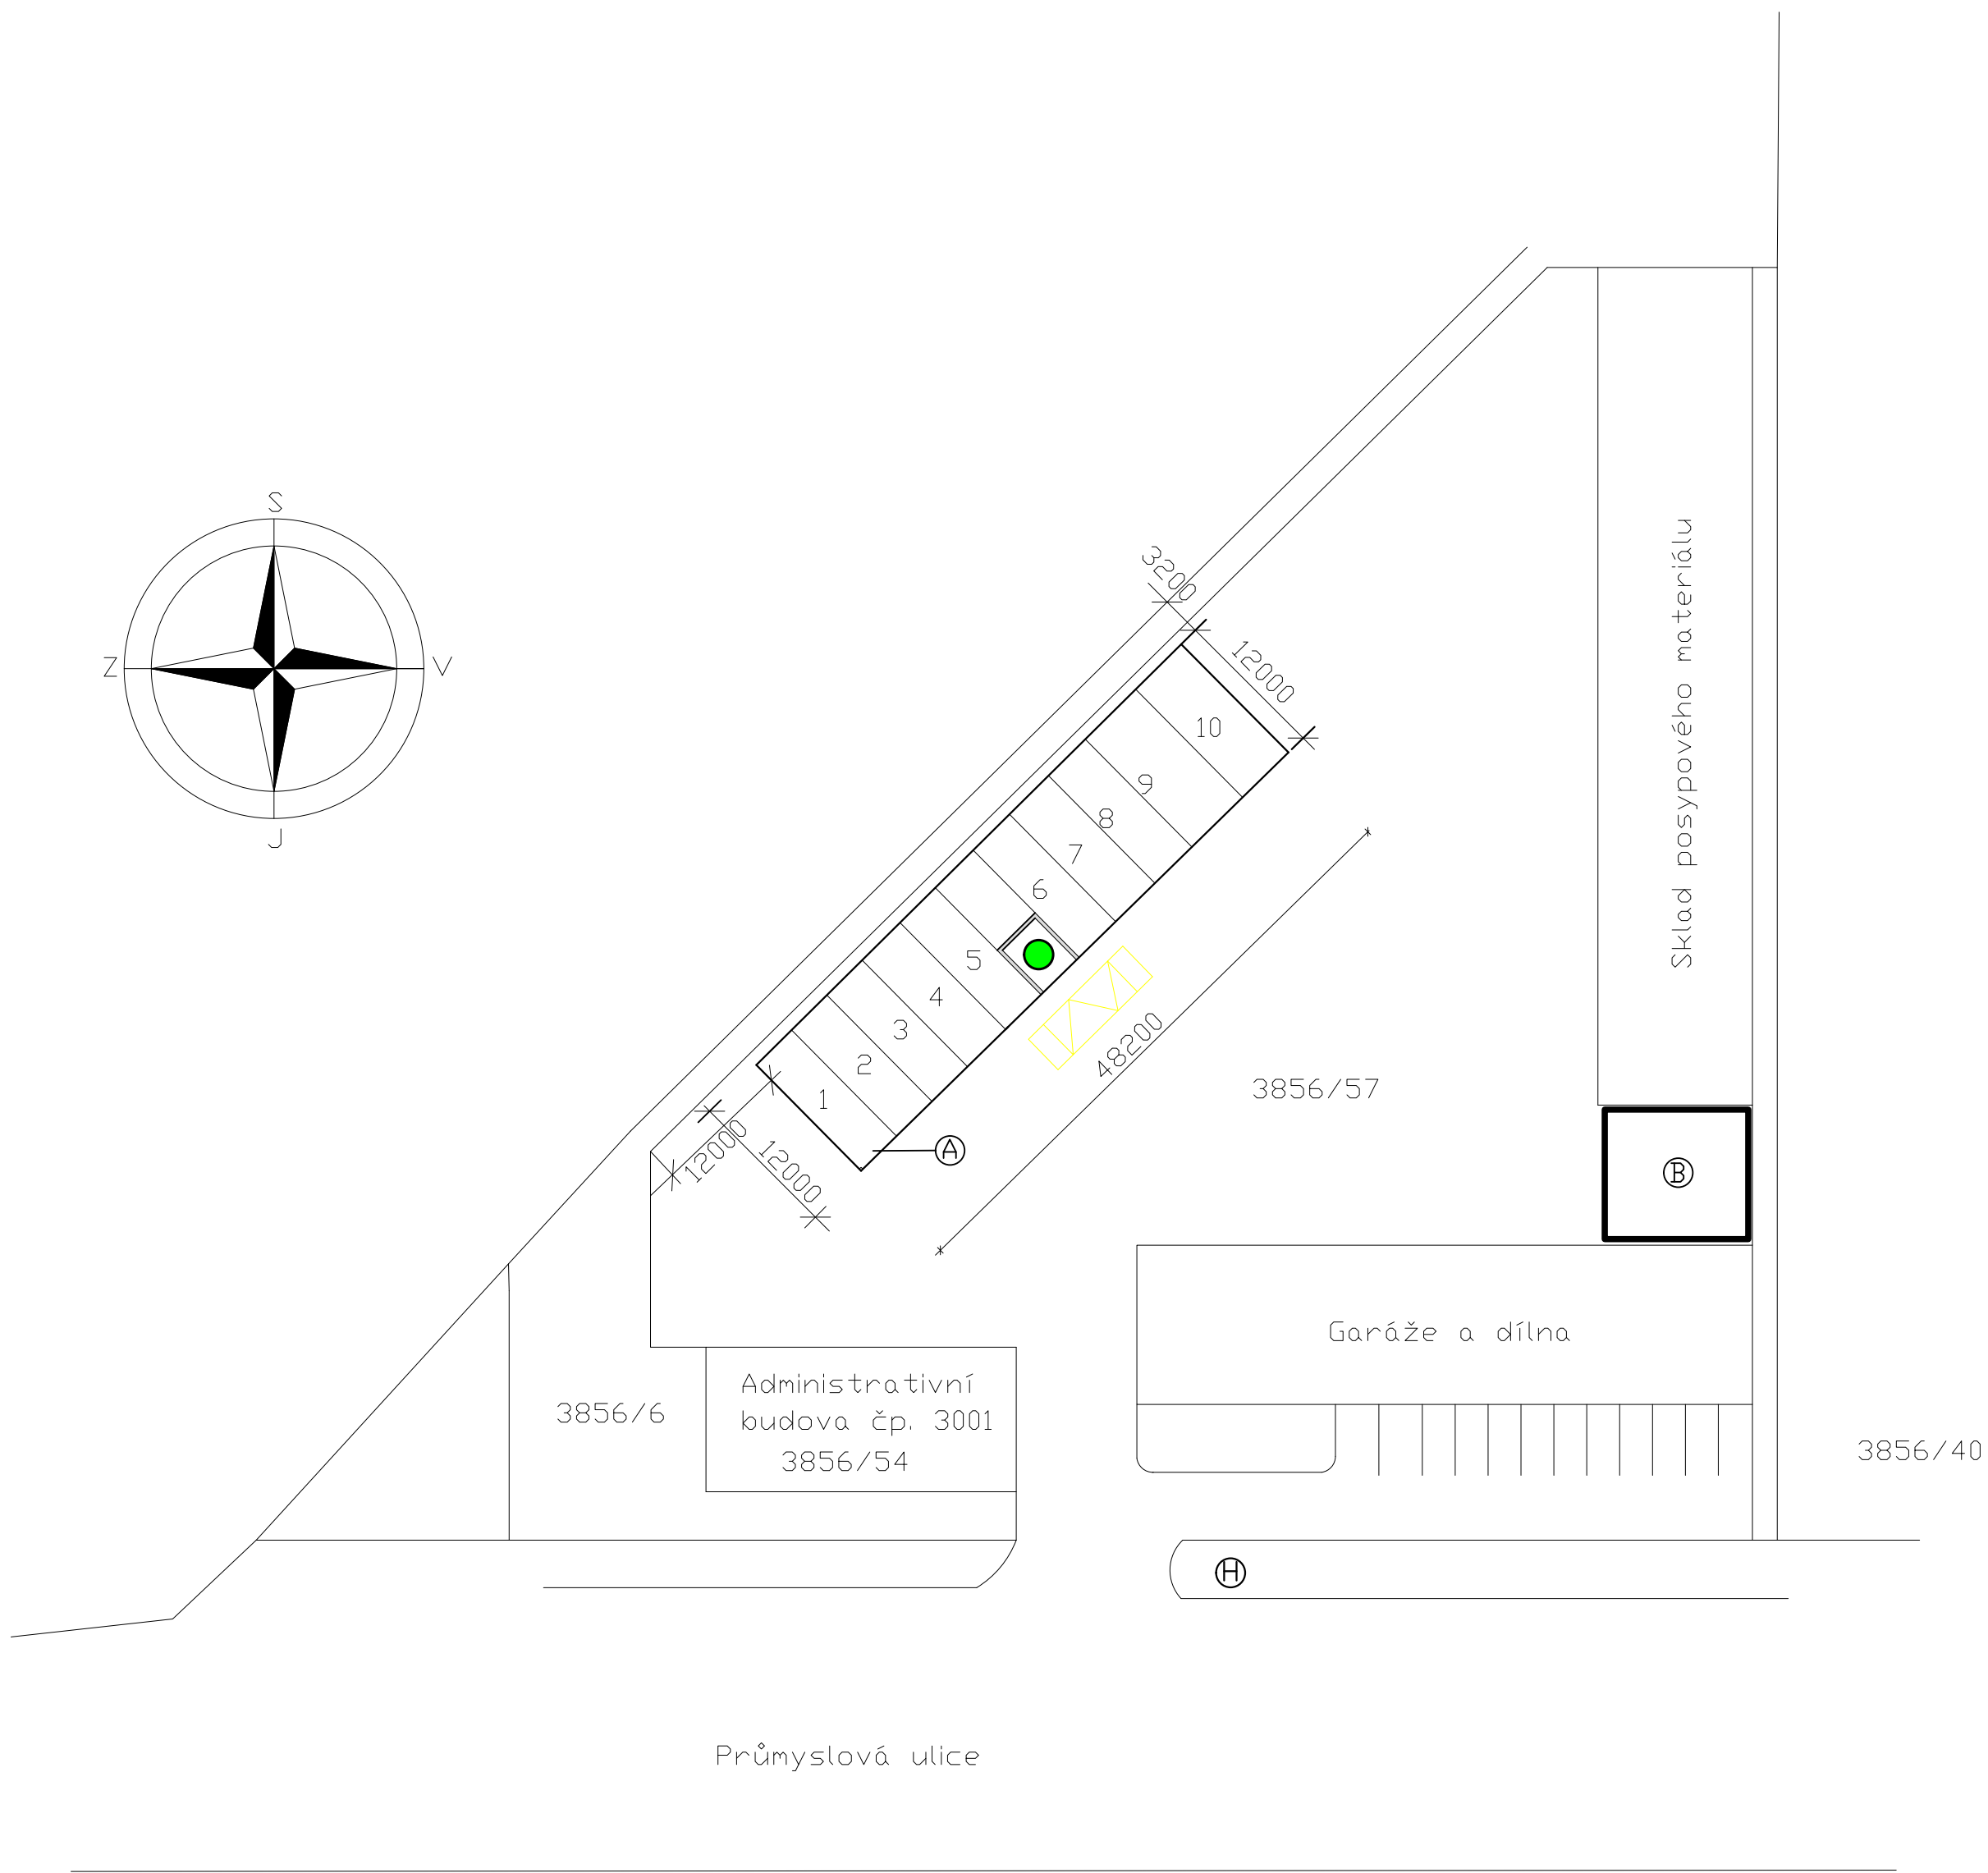 S
Z
V
J
3200
12000
10
9
8
7
6
5
4
3
2
1
48200
12000
12000
A
3856/57
Sklad posypového materiálu
B
Garáže a dílna
Administrativní
budova čp. 3001
3856/54
3856/6
3856/40
H
Průmyslová ulice